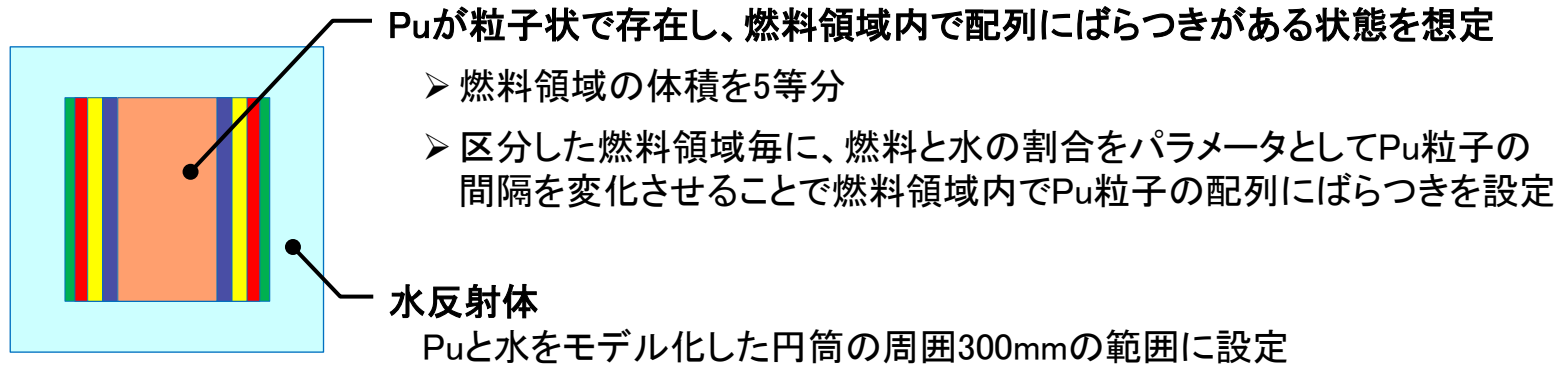 Puが粒子状で存在し、燃料領域内で配列にばらつきがある状態を想定
➢ 燃料領域の体積を5等分
➢ 区分した燃料領域毎に、燃料と水の割合をパラメータとしてPu粒子の
間隔を変化させることで燃料領域内でPu粒子の配列にばらつきを設定
水反射体
Puと水をモデル化した円筒の周囲300mmの範囲に設定